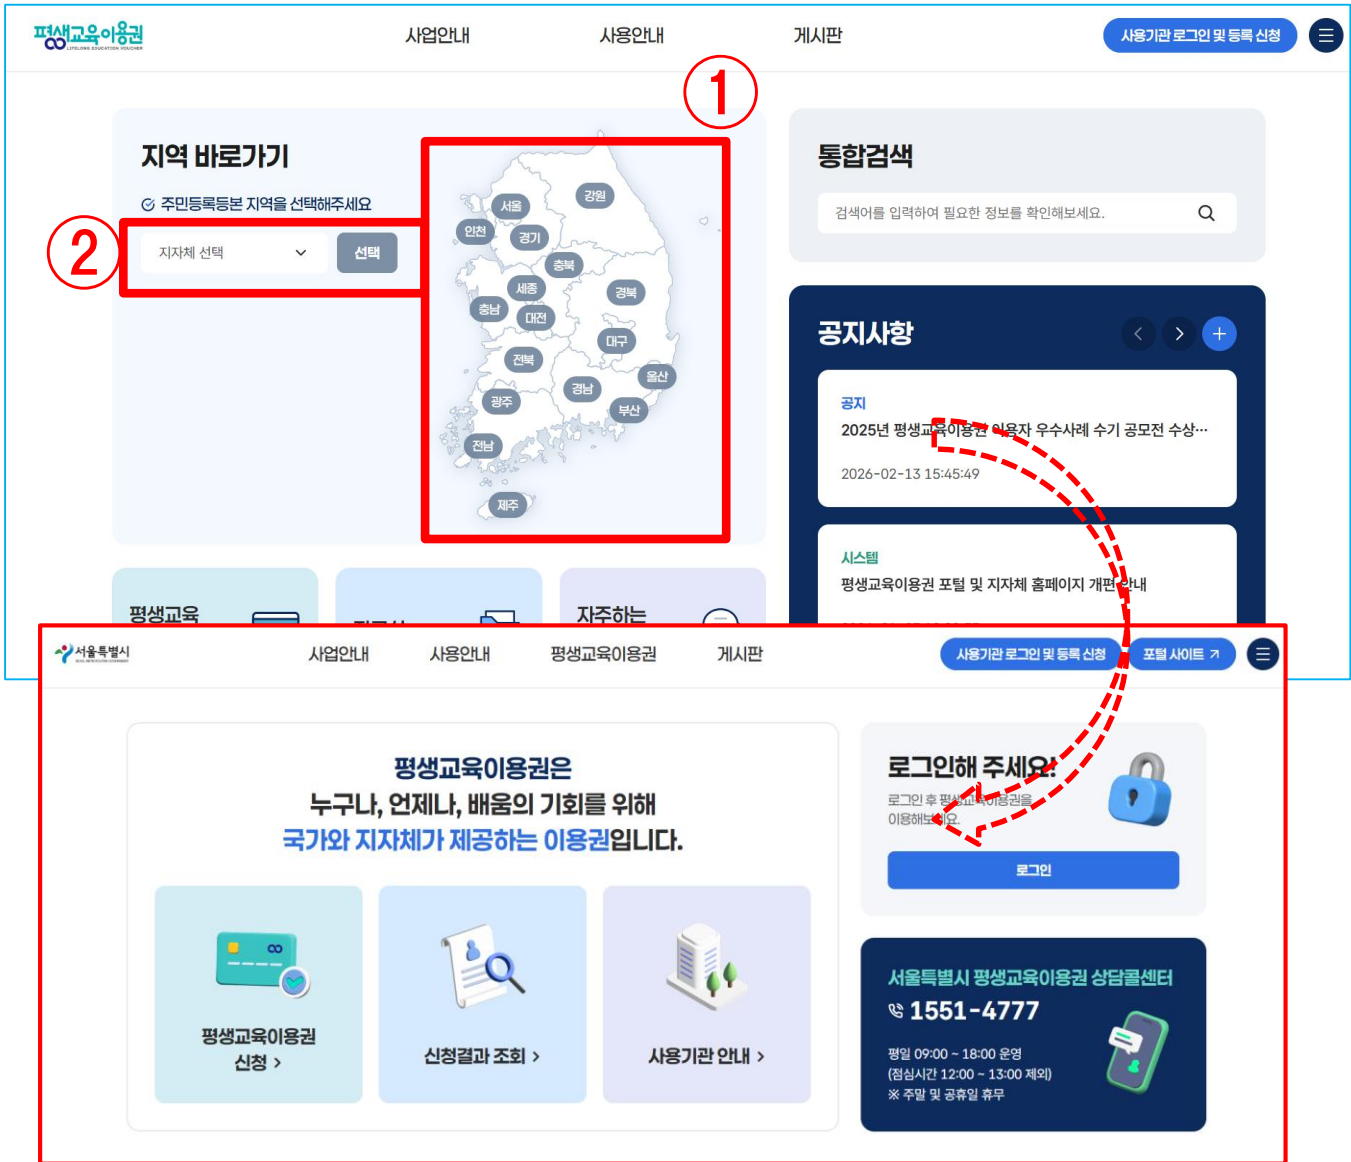 평생교육이용권
LIFELONG EDUCATION VOUCHER
사업안내
사용안내
게시판
사용기관 로그인 및 등록 신청
①
지역 바로가기
주민등록등본 지역을 선택해주세요
②
지자체 선택
선택
강원
서울
인천
경기
충북
세종
경북
충남
대전
대구
전북
울산
경남
광주
부산
전남
제주
통합검색
검색어를 입력하여 필요한 정보를 확인해보세요.
공지사항
공지
2025년 평생교육이용권 이용자 우수사례 수기 공모전 수상…
2026-02-13 15:45:49
시스템
평생교육이용권 포털 및 지자체 홈페이지 개편 안내
평생교육
자주하는
서울특별시
사업안내
사용안내
평생교육이용권
게시판
사용기관 로그인 및 등록 신청
포털 사이트
평생교육이용권은
누구나, 언제나, 배움의 기회를 위해
국가와 지자체가 제공하는 이용권입니다.
평생교육이용권
신청 >
신청결과 조회 >
사용기관 안내 >
로그인해 주세요!
로그인 후 평생교육이용권을
이용해보세요.
로그인
서울특별시 평생교육이용권 상담콜센터
1551-4777
평일 09:00 ~ 18:00 운영
(점심시간 12:00 ~ 13:00 제외)
※ 주말 및 공휴일 휴무